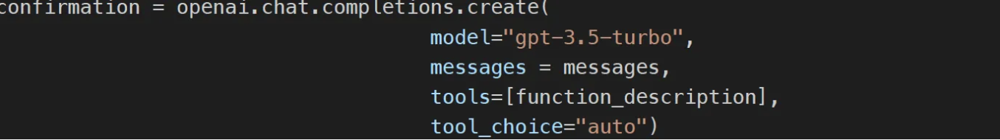 confirmation = openai.chat.completions.create(
model="gpt-3.5-turbo",
messages = messages,
tools=[function_description],
tool_choice="auto")